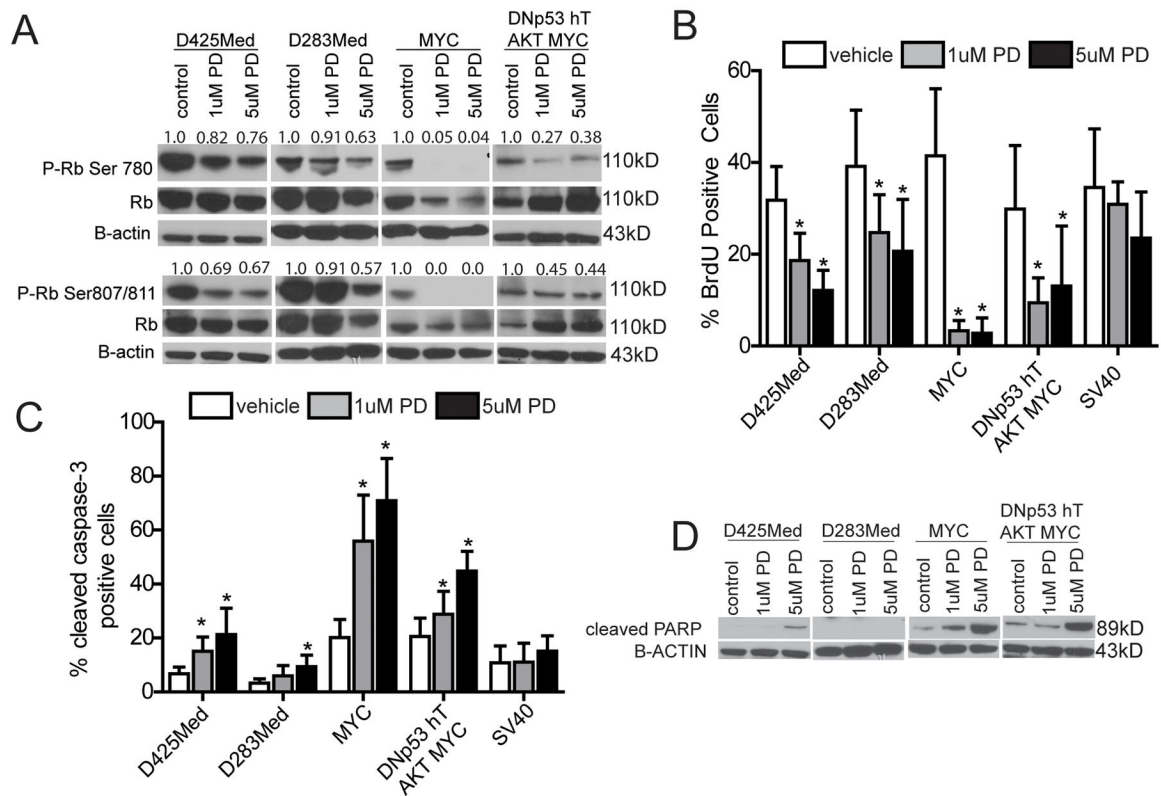 A
D425Med D283Med MYC DNp53 hT AKT MYC
control 1uM PD 5uM PD control 1uM PD 5uM PD control 1uM PD 5uM PD control 1uM PD 5uM PD
1.0 0.82 0.76 1.0 0.91 0.63 1.0 0.05 0.04 1.0 0.27 0.38
P-Rb Ser 780 110kD
Rb 110kD
B-actin 43kD
1.0 0.69 0.67 1.0 0.91 0.57 1.0 0.0 0.0 1.0 0.45 0.44
P-Rb Ser807/811 110kD
Rb 110kD
B-actin 43kD
B
vehicle 1uM PD 5uM PD
% BrdU Positive Cells
60
40
20
0
* * * * * * * *
D425Med D283Med MYC DNp53 hT AKT MYC SV40
C
vehicle 1uM PD 5uM PD
% cleaved caspase-3
positive cells
100
80
60
40
20
0
* * * * * * *
D425Med D283Med MYC DNp53 hT AKT MYC SV40
D
D425Med D283Med MYC DNp53 hT AKT MYC
control 1uM PD 5uM PD control 1uM PD 5uM PD control 1uM PD 5uM PD control 1uM PD 5uM PD
cleaved PARP 89kD
B-ACTIN 43kD